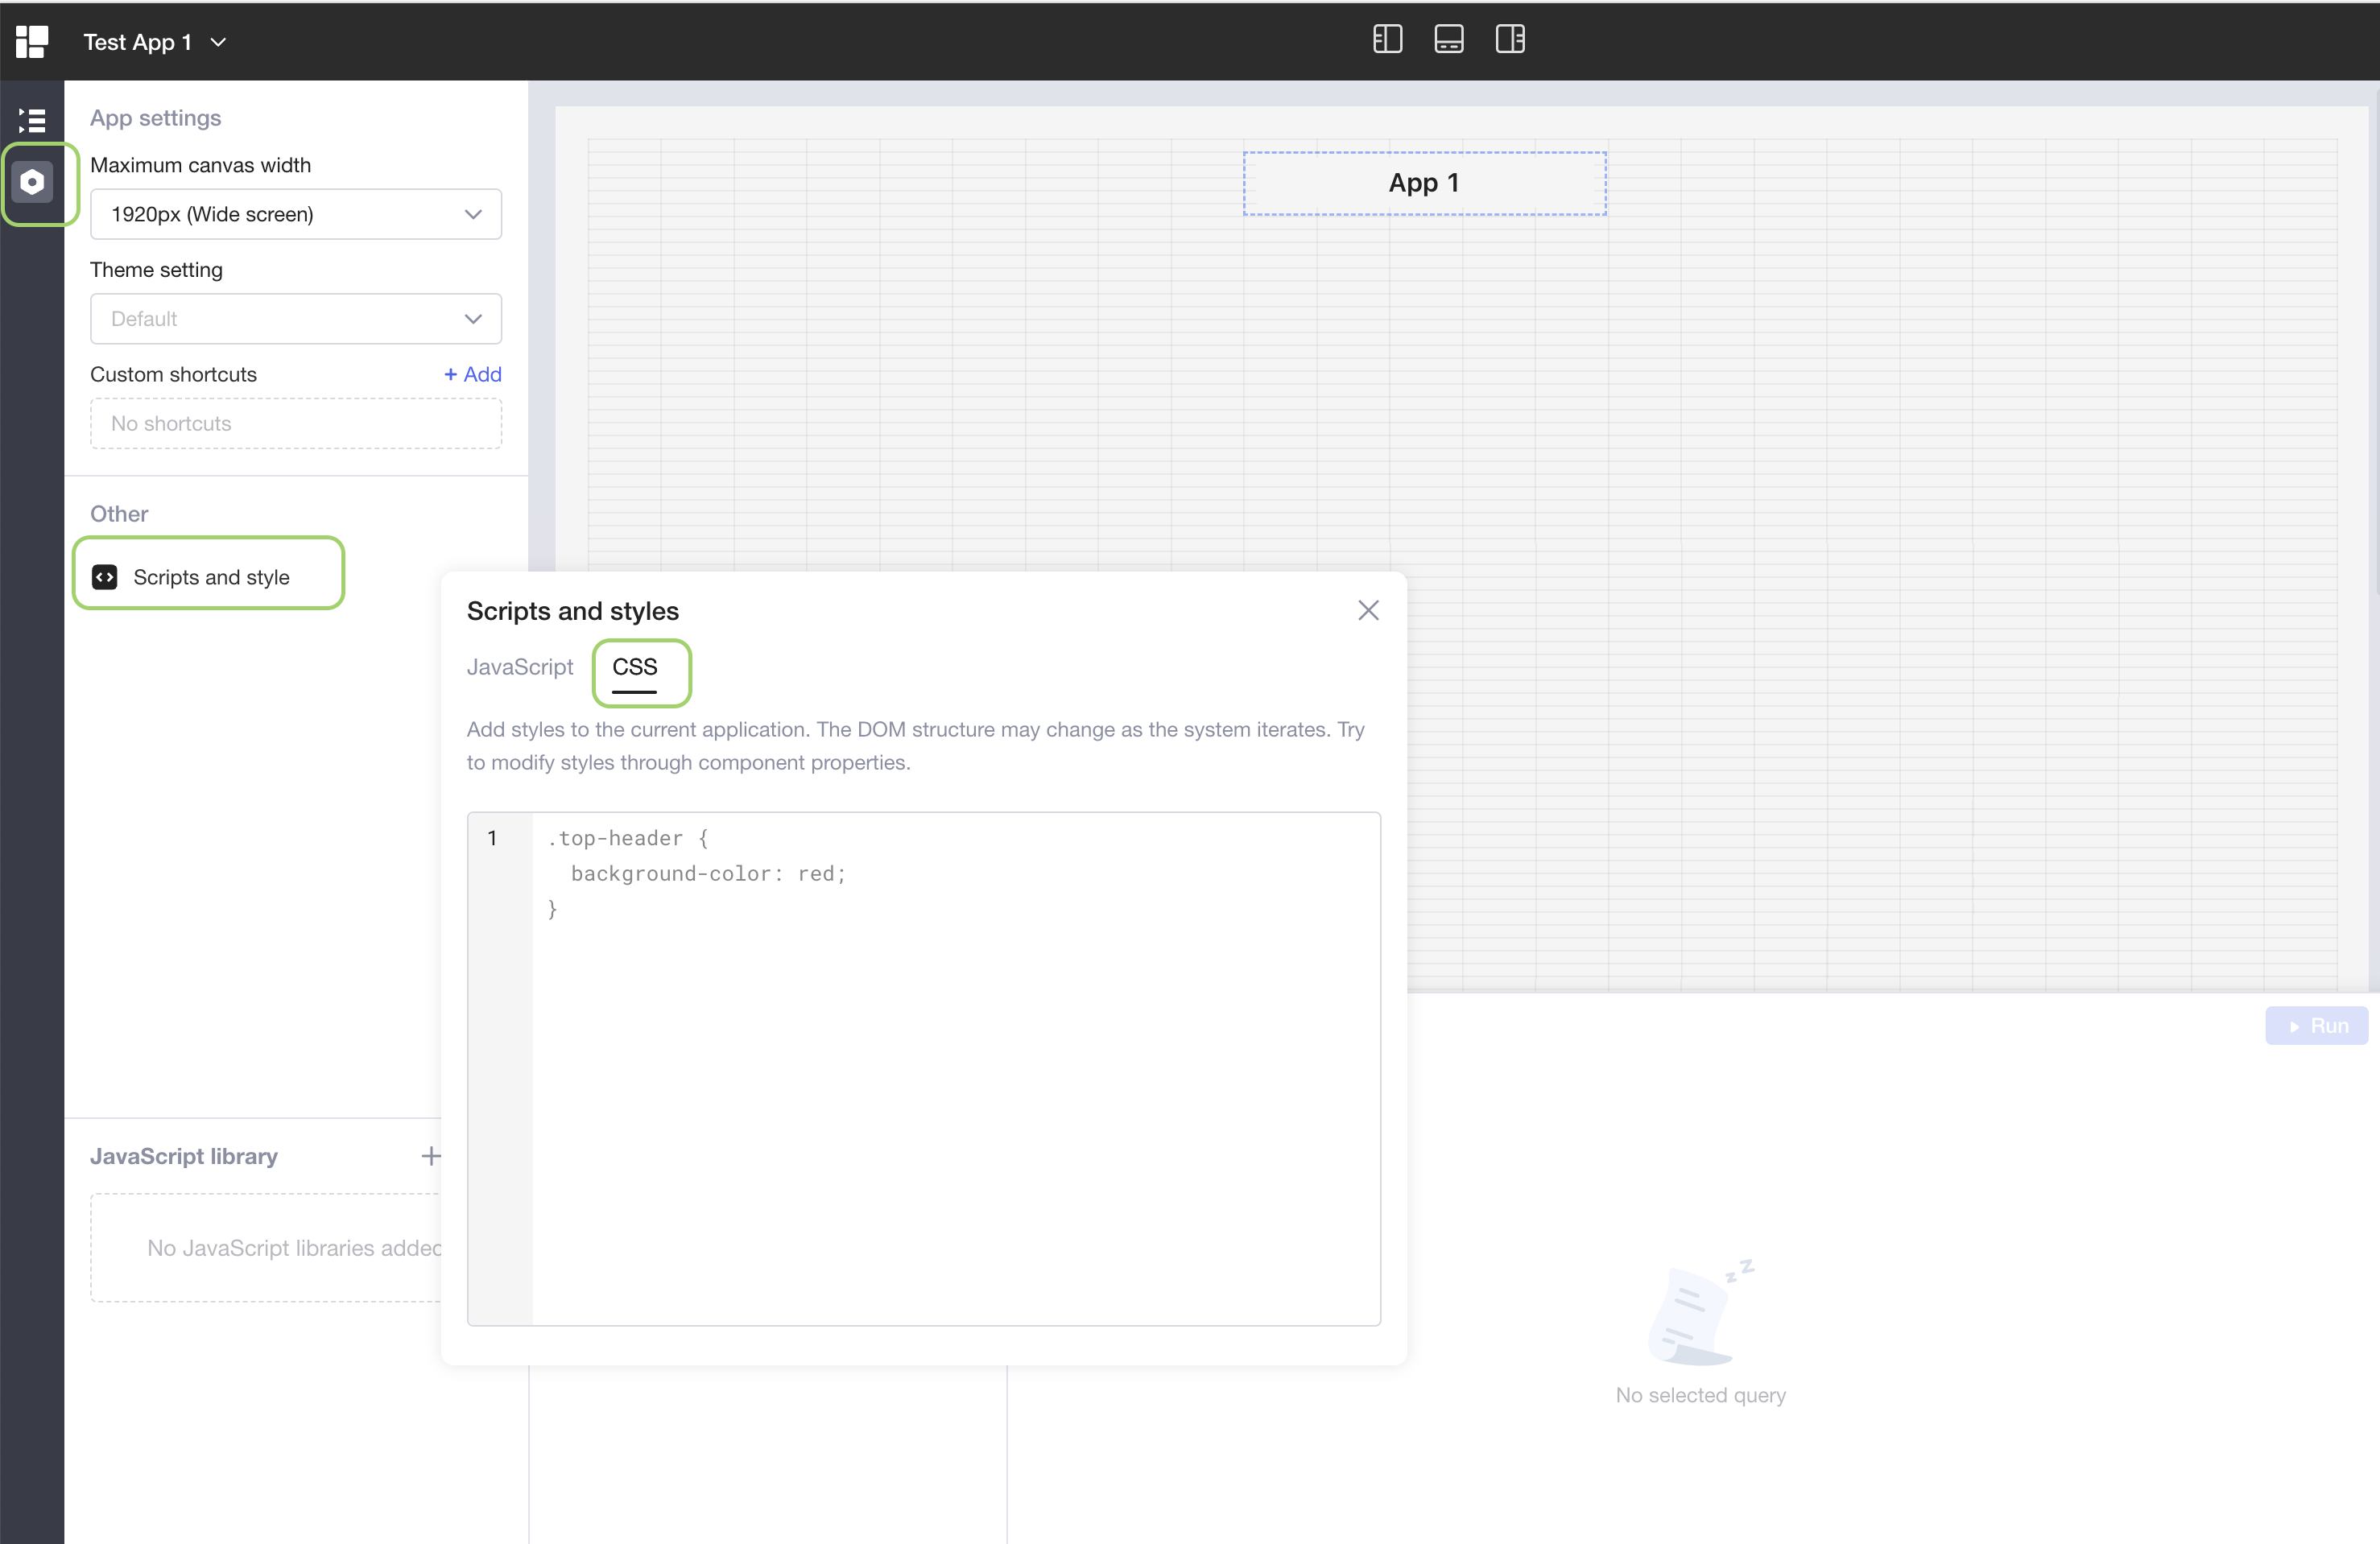 Test App 1
App settings
Maximum canvas width
1920px (Wide screen)
Theme setting
Default
Custom shortcuts
+ Add
No shortcuts
Other
Scripts and style
JavaScript library
No JavaScript libraries added
App 1
Scripts and styles
JavaScript
CSS
Add styles to the current application. The DOM structure may change as the system iterates. Try
to modify styles through component properties.
1
.top-header {
background-color: red;
}
Run
z z
No selected query